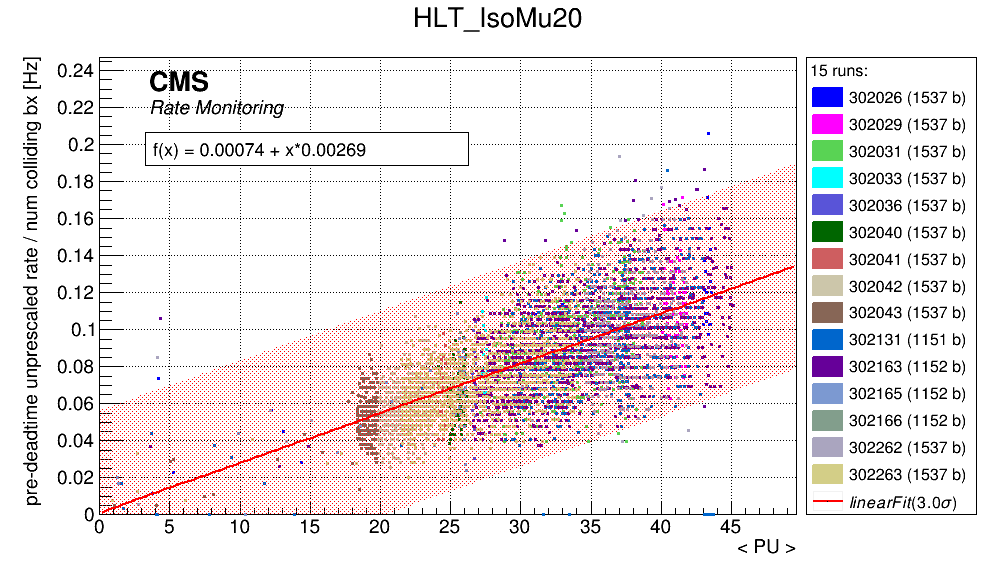 HLT_IsoMu20
pre-deadtime unprescaled rate / num colliding bx [Hz]
0.24
0.22
0.2
0.18
0.16
0.14
0.12
0.1
0.08
0.06
0.04
0.02
0
CMS
Rate Monitoring
f(x) = 0.00074 + x*0.00269
0 5 10 15 20 25 30 35 40 45
< PU >
15 runs:
302026 (1537 b)
302029 (1537 b)
302031 (1537 b)
302033 (1537 b)
302036 (1537 b)
302040 (1537 b)
302041 (1537 b)
302042 (1537 b)
302043 (1537 b)
302131 (1151 b)
302163 (1152 b)
302165 (1152 b)
302166 (1152 b)
302262 (1537 b)
302263 (1537 b)
linearFit(3.0σ)